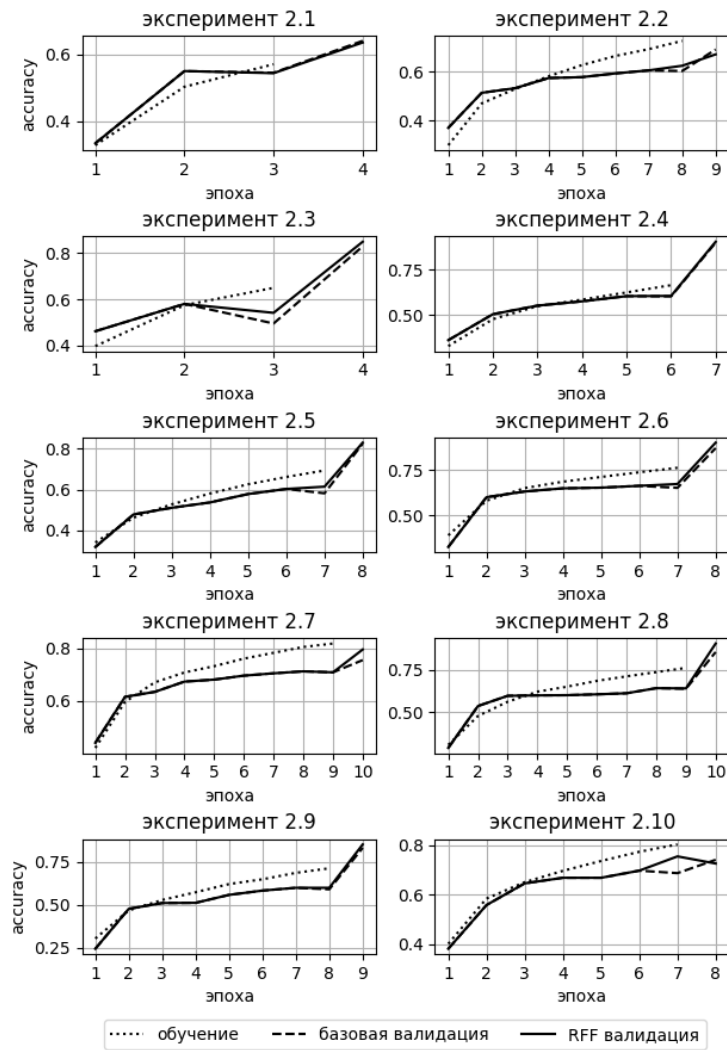 эксперимент 2.1
accuracy
0.6
0.4
1 2 3 4
эпоха
эксперимент 2.2
0.6
0.4
1 2 3 4 5 6 7 8 9
эпоха
эксперимент 2.3
accuracy
0.8
0.6
0.4
1 2 3 4
эпоха
эксперимент 2.4
0.75
0.50
1 2 3 4 5 6 7
эпоха
эксперимент 2.5
accuracy
0.8
0.6
0.4
1 2 3 4 5 6 7 8
эпоха
эксперимент 2.6
0.75
0.50
1 2 3 4 5 6 7 8
эпоха
эксперимент 2.7
accuracy
0.8
0.6
1 2 3 4 5 6 7 8 9 10
эпоха
эксперимент 2.8
0.75
0.50
1 2 3 4 5 6 7 8 9 10
эпоха
эксперимент 2.9
accuracy
0.75
0.50
0.25
1 2 3 4 5 6 7 8 9
эпоха
эксперимент 2.10
0.8
0.6
0.4
1 2 3 4 5 6 7 8
эпоха
обучение базовая валидация RFF валидация